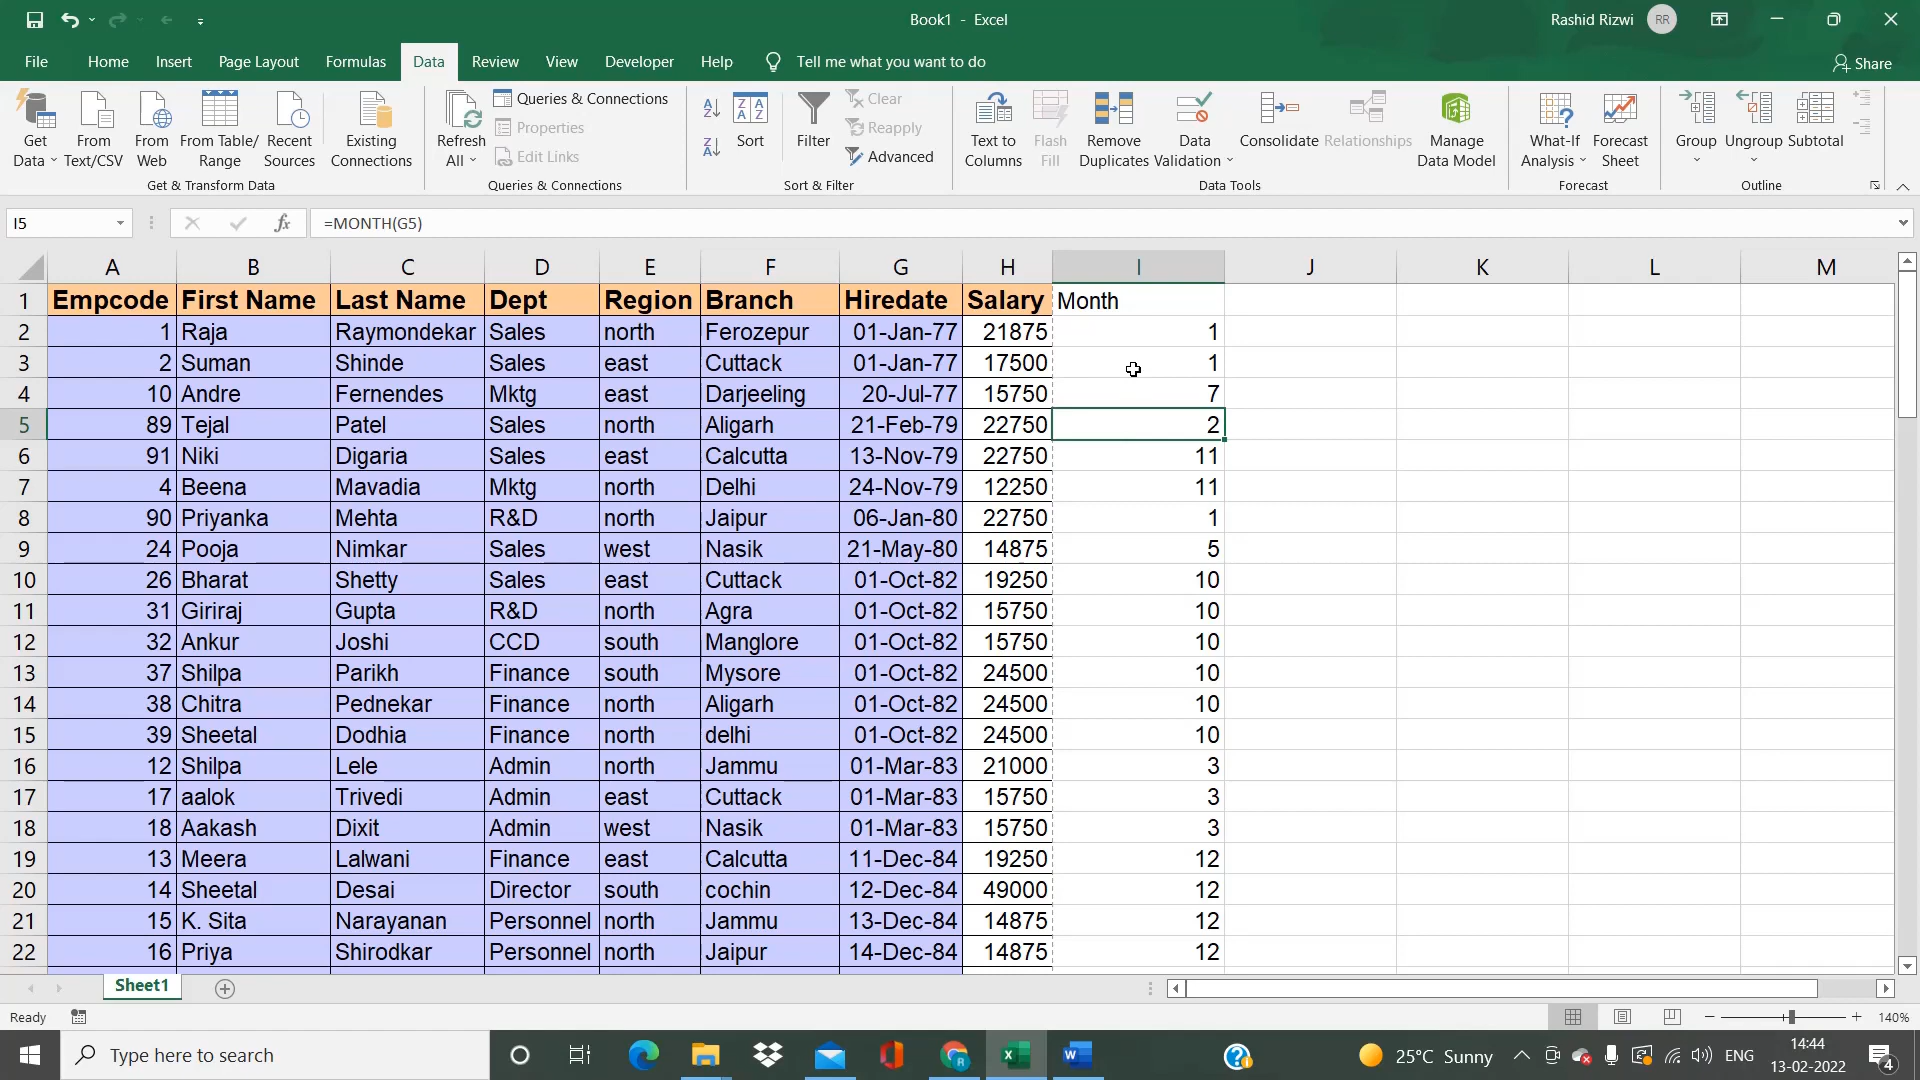 Book1 - Excel
Rashid Rizwi RR
File Home Insert Page Layout Formulas Data Review View Developer Help Tell me what you want to do Share
Get Data From Text/CSV From Web From Table/ Range Recent Sources Existing Connections
Get & Transform Data
Refresh All Queries & Connections Properties Edit Links
Queries & Connections
Sort Filter Clear Reapply Advanced
Sort & Filter
Text to Columns Flash Fill Remove Duplicates Data Validation Consolidate Relationships Manage Data Model
Data Tools
What-If Analysis Forecast Sheet
Forecast
Group Ungroup Subtotal
Outline
I5 fx =MONTH(G5)
A B C D E F G H I J K L M
1 Empcode First Name Last Name Dept Region Branch Hiredate Salary Month
2 1 Raja Raymondekar Sales north Ferozepur 01-Jan-77 21875 1
3 2 Suman Shinde Sales east Cuttack 01-Jan-77 17500 1
4 10 Andre Fernendes Mktg east Darjeeling 20-Jul-77 15750 7
5 89 Tejal Patel Sales north Aligarh 21-Feb-79 22750 2
6 91 Niki Digaria Sales east Calcutta 13-Nov-79 22750 11
7 4 Beena Mavadia Mktg north Delhi 24-Nov-79 12250 11
8 90 Priyanka Mehta R&D north Jaipur 06-Jan-80 22750 1
9 24 Pooja Nimkar Sales west Nasik 21-May-80 14875 5
10 26 Bharat Shetty Sales east Cuttack 01-Oct-82 19250 10
11 31 Giriraj Gupta R&D north Agra 01-Oct-82 15750 10
12 32 Ankur Joshi CCD south Manglore 01-Oct-82 15750 10
13 37 Shilpa Parikh Finance south Mysore 01-Oct-82 24500 10
14 38 Chitra Pednekar Finance north Aligarh 01-Oct-82 24500 10
15 39 Sheetal Dodhia Finance north delhi 01-Oct-82 24500 10
16 12 Shilpa Lele Admin north Jammu 01-Mar-83 21000 3
17 17 aalok Trivedi Admin east Cuttack 01-Mar-83 15750 3
18 18 Aakash Dixit Admin west Nasik 01-Mar-83 15750 3
19 13 Meera Lalwani Finance east Calcutta 11-Dec-84 19250 12
20 14 Sheetal Desai Director south cochin 12-Dec-84 49000 12
21 15 K. Sita Narayanan Personnel north Jammu 13-Dec-84 14875 12
22 16 Priya Shirodkar Personnel north Jaipur 14-Dec-84 14875 12
Sheet1
Ready 140%
Type here to search 25°C Sunny ENG 14:44
13-02-2022 4